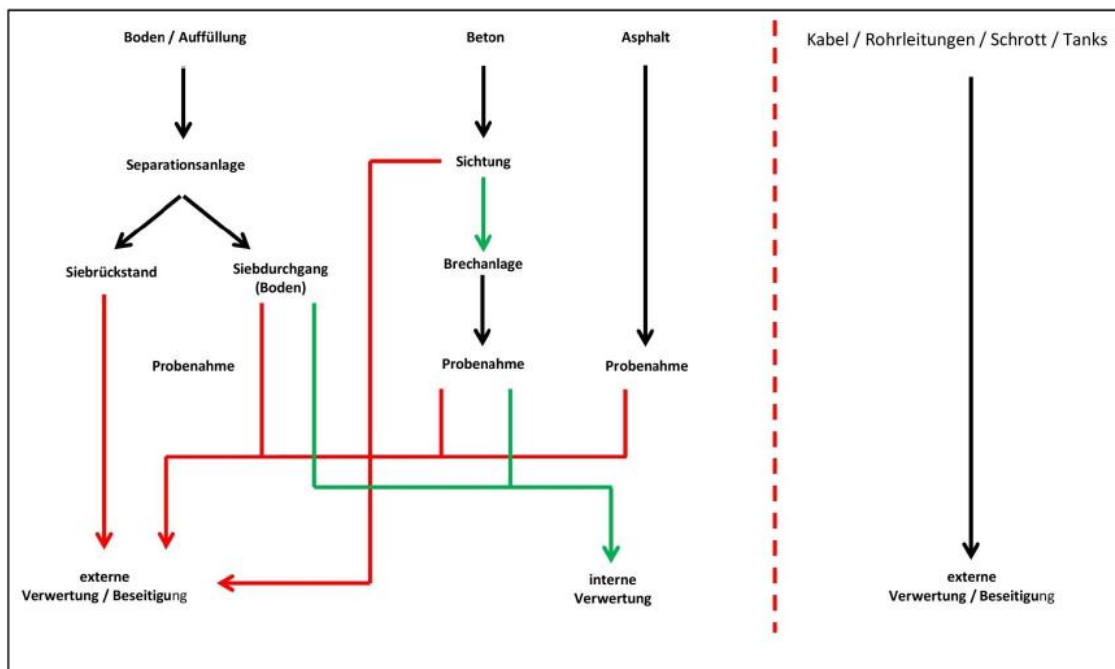 Boden / Auffüllung
Beton
Asphalt
Kabel / Rohrleitungen / Schrott / Tanks
Separationsanlage
Sichtung
Siebrückstand
Siebdurchgang
(Boden)
Brechanlage
Probenahme
Probenahme
Probenahme
externe
Verwertung / Beseitigung
interne
Verwertung
externe
Verwertung / Beseitigung